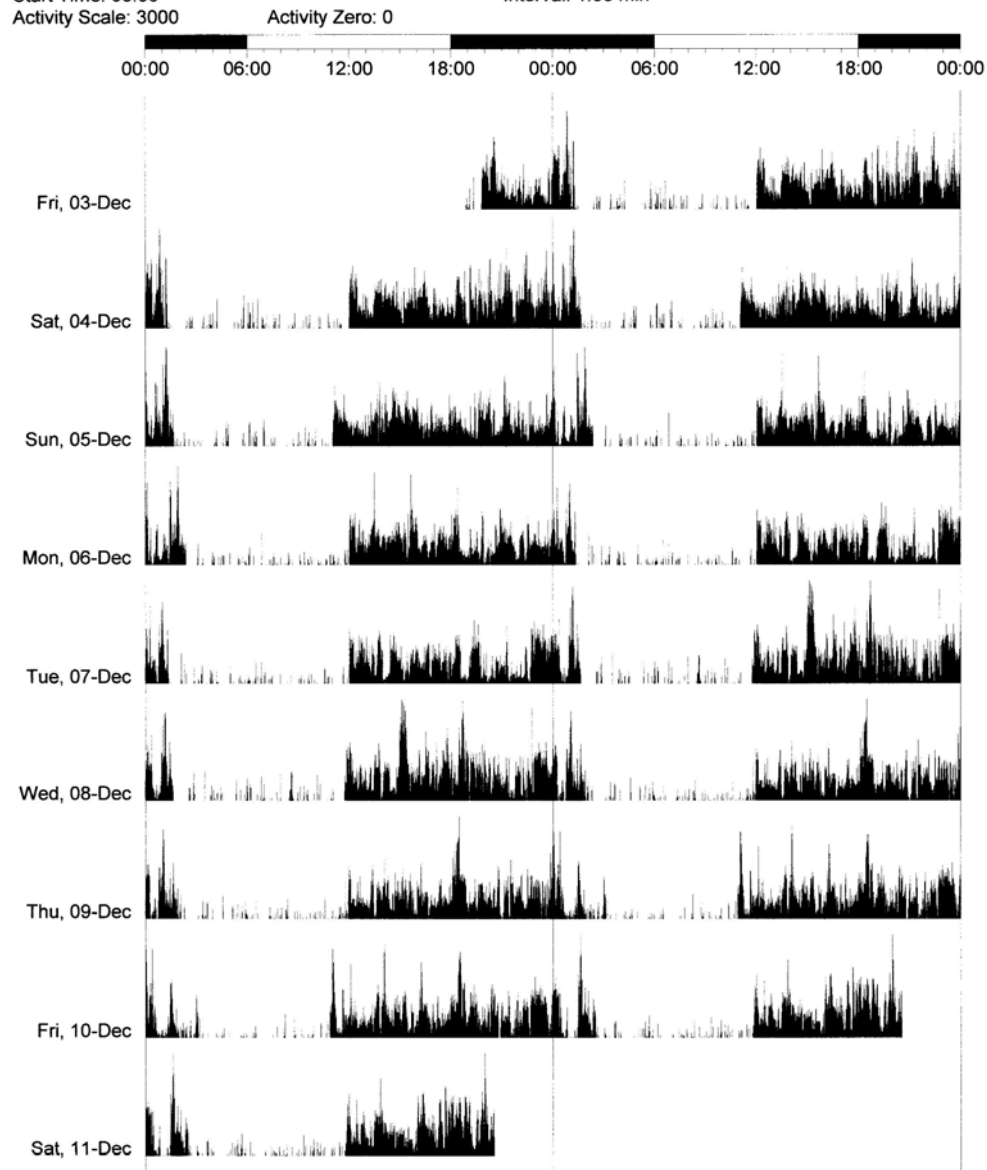 Activity Scale: 3000 Activity Zero: 0
00:00 06:00 12:00 18:00 00:00 06:00 12:00 18:00 00:00
Fri, 03-Dec
Sat, 04-Dec
Sun, 05-Dec
Mon, 06-Dec
Tue, 07-Dec
Wed, 08-Dec
Thu, 09-Dec
Fri, 10-Dec
Sat, 11-Dec